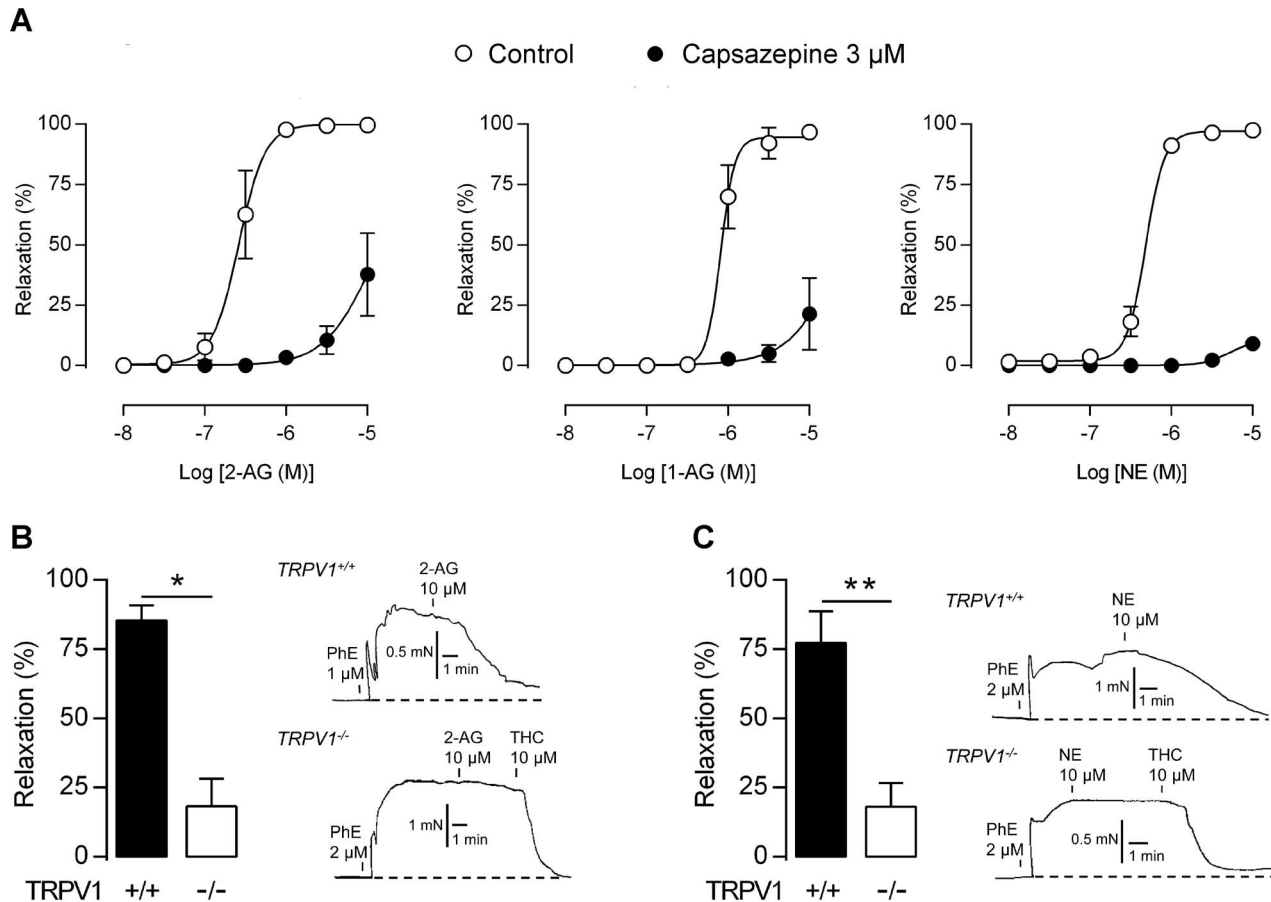 A
Control
Capsazepine 3 µM
Relaxation (%)
100
75
50
25
0
-8
-7
-6
-5
Log [2-AG (M)]
Relaxation (%)
100
75
50
25
0
-8
-7
-6
-5
Log [1-AG (M)]
Relaxation (%)
100
75
50
25
0
-8
-7
-6
-5
Log [NE (M)]
B
Relaxation (%)
100
75
50
25
0
*
TRPV1 +/+ -/-
TRPV1+/+
2-AG
10 µM
PhE
1 µM
0.5 mN
1 min
TRPV1-/-
2-AG
10 µM
THC
10 µM
PhE
2 µM
1 mN
1 min
C
Relaxation (%)
100
75
50
25
0
**
TRPV1 +/+ -/-
TRPV1+/+
NE
10 µM
PhE
2 µM
1 mN
1 min
TRPV1-/-
NE
10 µM
THC
10 µM
PhE
2 µM
0.5 mN
1 min